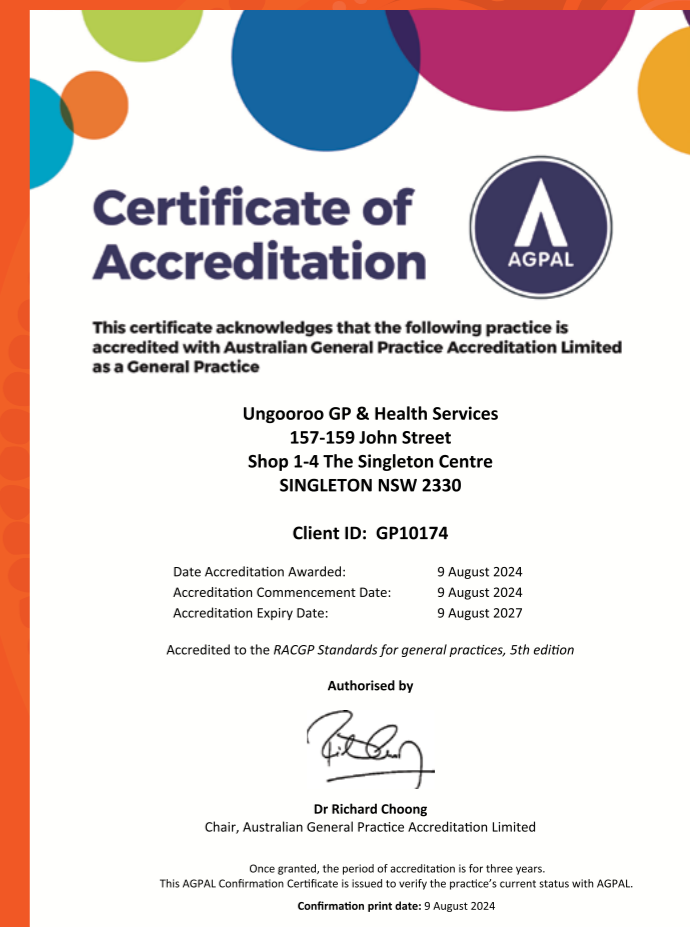 Certificate of
Accreditation
AGPAL
This certificate acknowledges that the following practice is
accredited with Australian General Practice Accreditation Limited
as a General Practice
Ungooroo GP & Health Services
157-159 John Street
Shop 1-4 The Singleton Centre
SINGLETON NSW 2330
Client ID: GP10174
Date Accreditation Awarded: 9 August 2024
Accreditation Commencement Date: 9 August 2024
Accreditation Expiry Date: 9 August 2027
Accredited to the RACGP Standards for general practices, 5th edition
Authorised by
Dr Richard Choong
Chair, Australian General Practice Accreditation Limited
Once granted, the period of accreditation is for three years.
This AGPAL Confirmation Certificate is issued to verify the practice's current status with AGPAL.
Confirmation print date: 9 August 2024